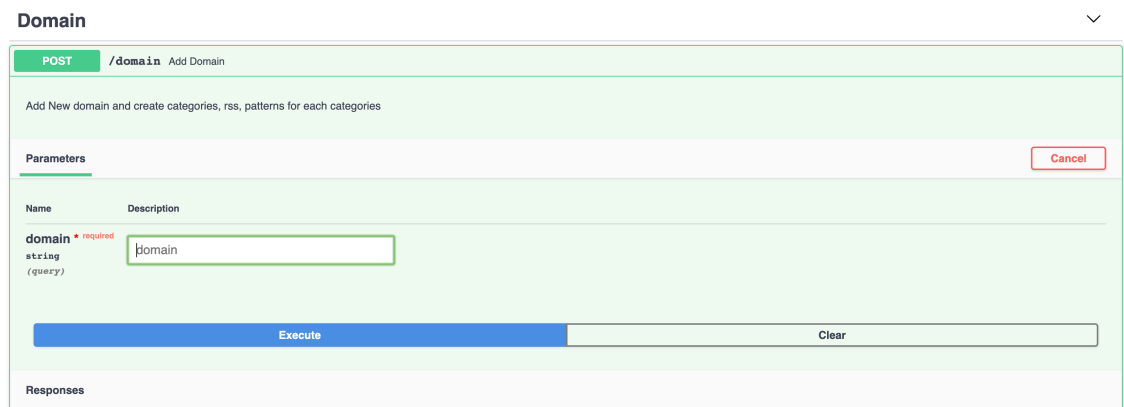 Domain
POST /domain Add Domain
Add New domain and create categories, rss, patterns for each categories
Parameters Cancel
Name Description
domain * required
string
(query)
domain
Execute Clear
Responses